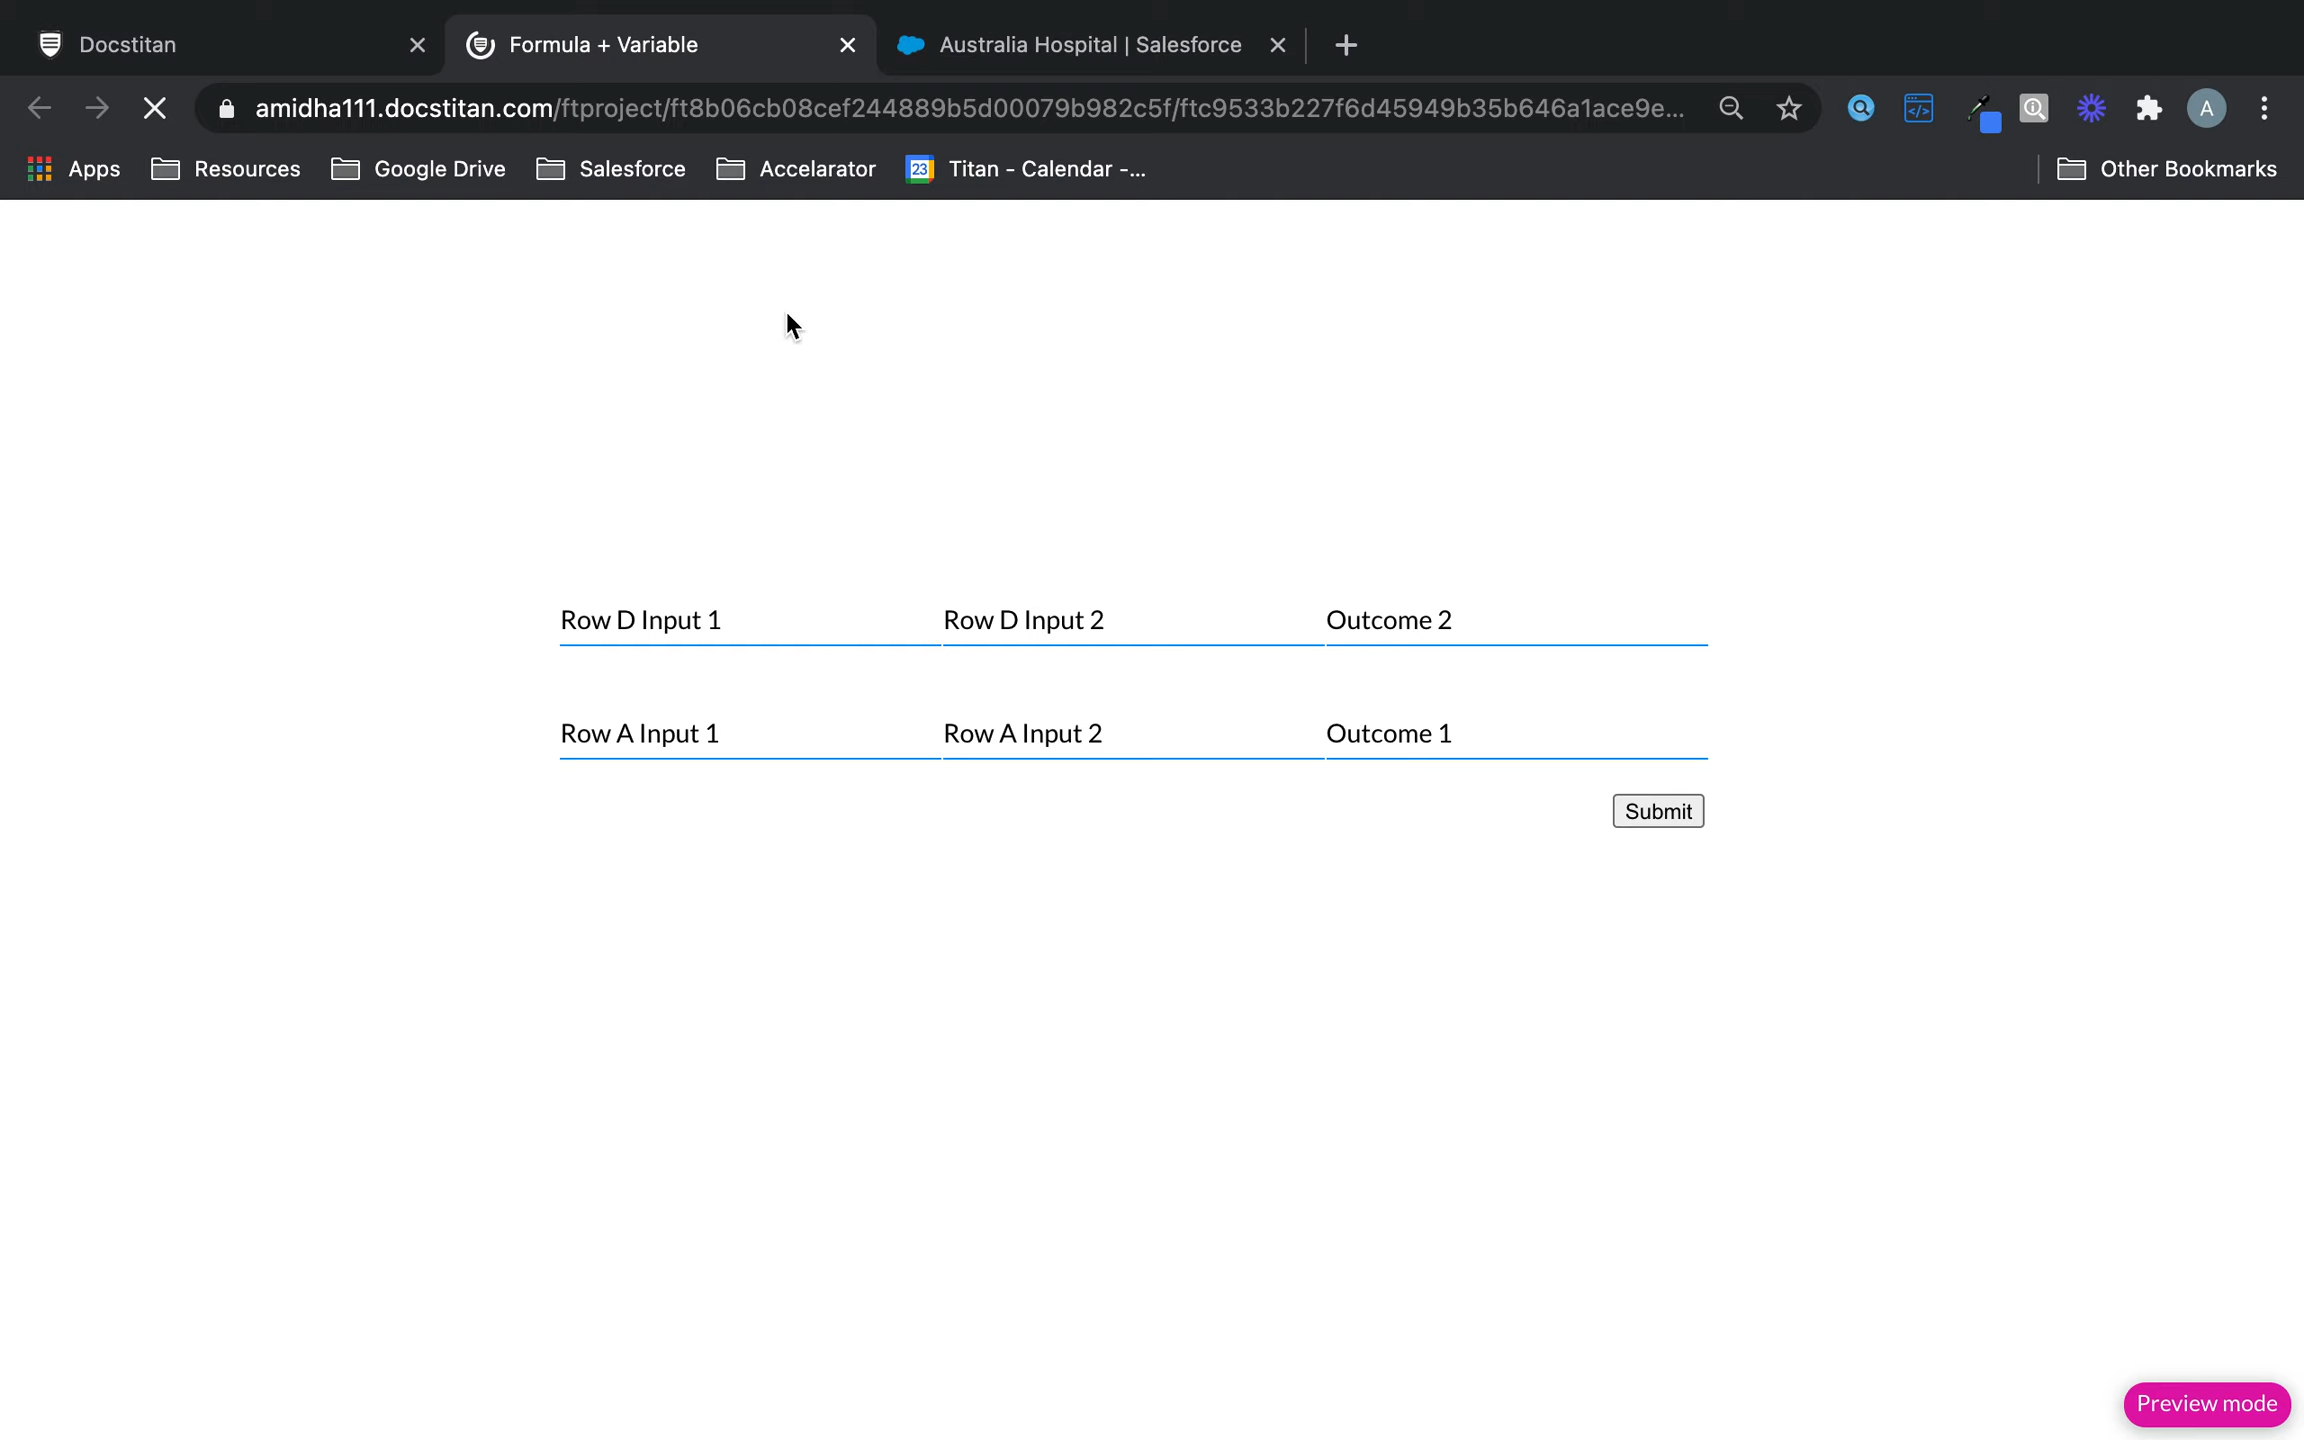 Docstitan
Formula + Variable
Australia Hospital | Salesforce
amidha111.docstitan.com/ftproject/ft8b06cb08cef244889b5d00079b982c5f/ftc9533b227f6d45949b35b646a1ace9e...
A
Apps
Resources
Google Drive
Salesforce
Accelarator
23
Titan - Calendar -...
Other Bookmarks
Row D Input 1
Row D Input 2
Outcome 2
Row A Input 1
Row A Input 2
Outcome 1
Submit
Preview mode